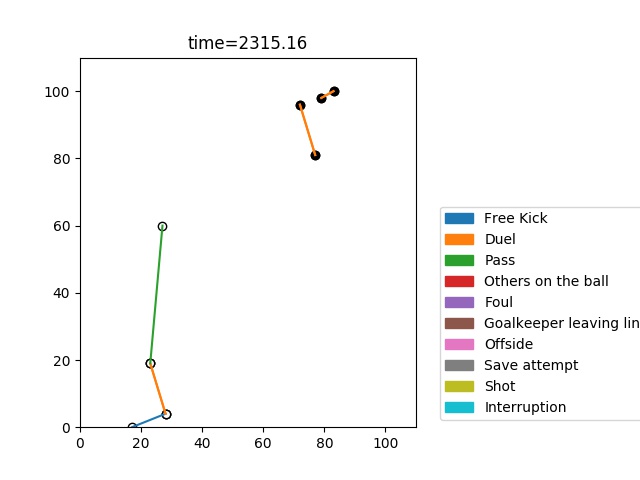 time=2315.16
100
80
60
40
20
0
0 20 40 60 80 100
Free Kick
Duel
Pass
Others on the ball
Foul
Goalkeeper leaving lin
Offside
Save attempt
Shot
Interruption